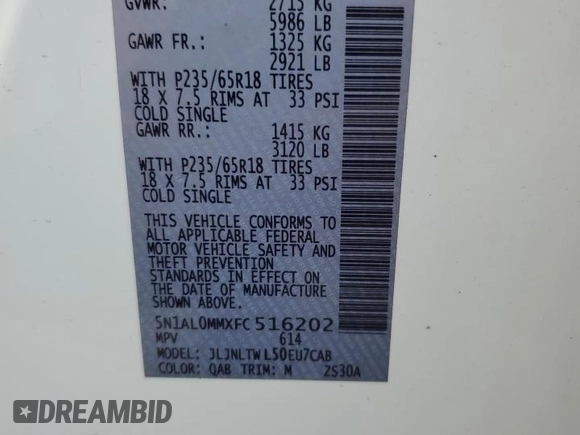 GVWR: 2715 KG
5986 LB
GAWR FR.: 1325 KG
2921 LB
WITH P235/65R18 TIRES
18 X 7.5 RIMS AT 33 PSI
COLD SINGLE
GAWR RR.: 1415 KG
3120 LB
WITH P235/65R18 TIRES
18 X 7.5 RIMS AT 33 PSI
COLD SINGLE
THIS VEHICLE CONFORMS TO
ALL APPLICABLE FEDERAL
MOTOR VEHICLE SAFETY AND
THEFT PREVENTION
STANDARDS IN EFFECT ON
THE DATE OF MANUFACTURE
SHOWN ABOVE.
5N1AL0MMXFC516202
MPV 614
MODEL: JLJNLTWL50EU7CAB
COLOR: QAB TRIM: M ZS30A
DREAMBID